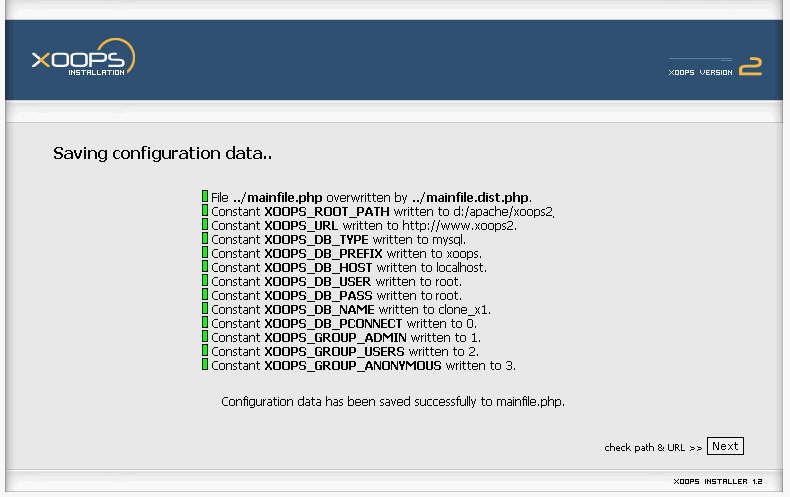 XOOPS
INSTALLATION
XOOPS VERSION 2
Saving configuration data..
File ../mainfile.php overwritten by ../mainfile.dist.php.
Constant XOOPS_ROOT_PATH written to d:/apache/xoops2.
Constant XOOPS_URL written to http://www.xoops2.
Constant XOOPS_DB_TYPE written to mysql.
Constant XOOPS_DB_PREFIX written to xoops.
Constant XOOPS_DB_HOST written to localhost.
Constant XOOPS_DB_USER written to root.
Constant XOOPS_DB_PASS written to root.
Constant XOOPS_DB_NAME written to clone_x1.
Constant XOOPS_DB_PCONNECT written to 0.
Constant XOOPS_GROUP_ADMIN written to 1.
Constant XOOPS_GROUP_USERS written to 2.
Constant XOOPS_GROUP_ANONYMOUS written to 3.
Configuration data has been saved successfully to mainfile.php.
check path & URL >> Next
XOOPS INSTALLER 1.2